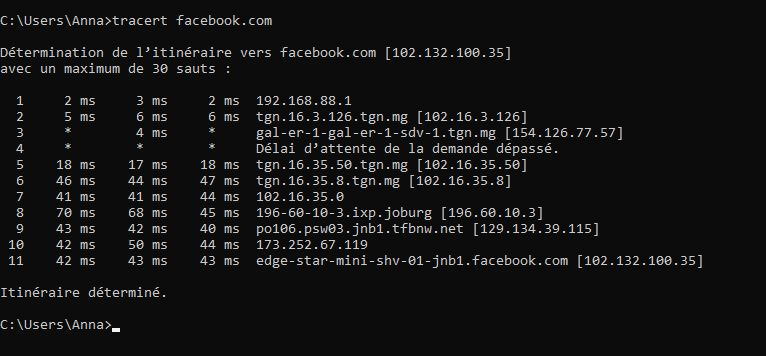 C:\Users\Anna>tracert facebook.com
Détermination de l’itinéraire vers facebook.com [102.132.100.35]
avec un maximum de 30 sauts :
1 2 ms 3 ms 2 ms 192.168.88.1
2 5 ms 6 ms 6 ms tgn.16.3.126.tgn.mg [102.16.3.126]
3 * 4 ms * gal-er-1-gal-er-1-sdv-1.tgn.mg [154.126.77.57]
4 * * * Délai d’attente de la demande dépassé.
5 18 ms 17 ms 18 ms tgn.16.35.50.tgn.mg [102.16.35.50]
6 46 ms 44 ms 47 ms tgn.16.35.8.tgn.mg [102.16.35.8]
7 41 ms 41 ms 44 ms 102.16.35.0
8 70 ms 68 ms 45 ms 196-60-10-3.ixp.joburg [196.60.10.3]
9 43 ms 42 ms 40 ms po106.psw03.jnb1.tfbnw.net [129.134.39.115]
10 42 ms 50 ms 44 ms 173.252.67.119
11 42 ms 43 ms 43 ms edge-star-mini-shv-01-jnb1.facebook.com [102.132.100.35]
Itinéraire déterminé.
C:\Users\Anna>